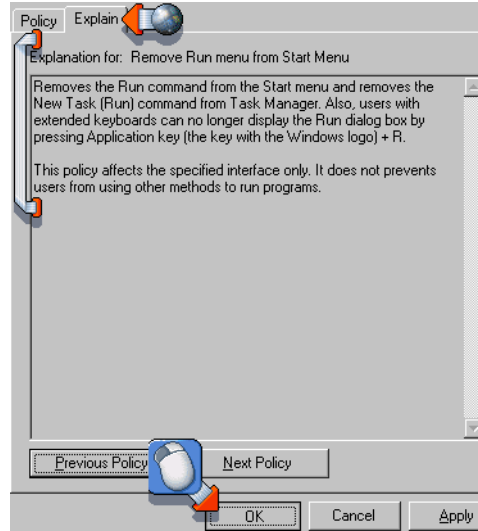 Policy
Explain
Explanation for: Remove Run menu from Start Menu
Removes the Run command from the Start menu and removes the
New Task (Run) command from Task Manager. Also, users with
extended keyboards can no longer display the Run dialog box by
pressing Application key (the key with the Windows logo) + R.
This policy affects the specified interface only. It does not prevents
users from using other methods to run programs.
Previous Policy
Next Policy
OK
Cancel
Apply